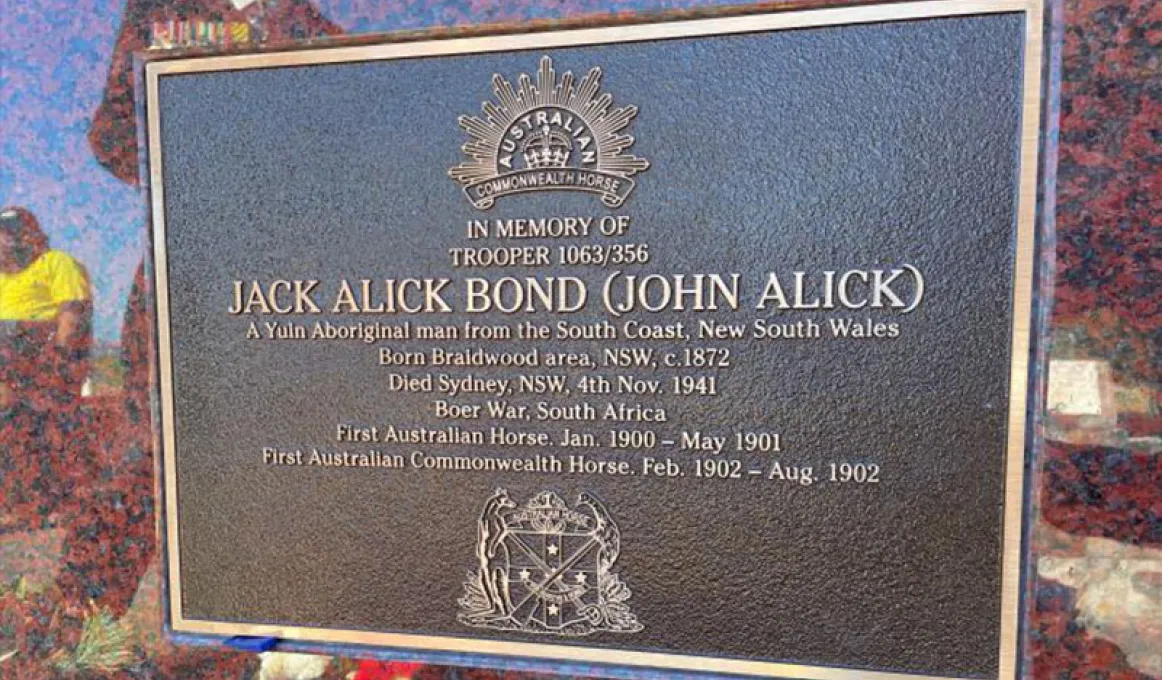 AUSTRALIAN
COMMONWEALTH HORSE
IN MEMORY OF
TROOPER 1063/356
JACK ALICK BOND (JOHN ALICK)
A Yuin Aboriginal man from the South Coast, New South Wales
Born Braidwood area, NSW, c.1872
Died Sydney, NSW, 4th Nov. 1941
Boer War, South Africa
First Australian Horse. Jan. 1900 – May 1901
First Australian Commonwealth Horse. Feb. 1902 – Aug. 1902
AUSTRALIAN HORSE